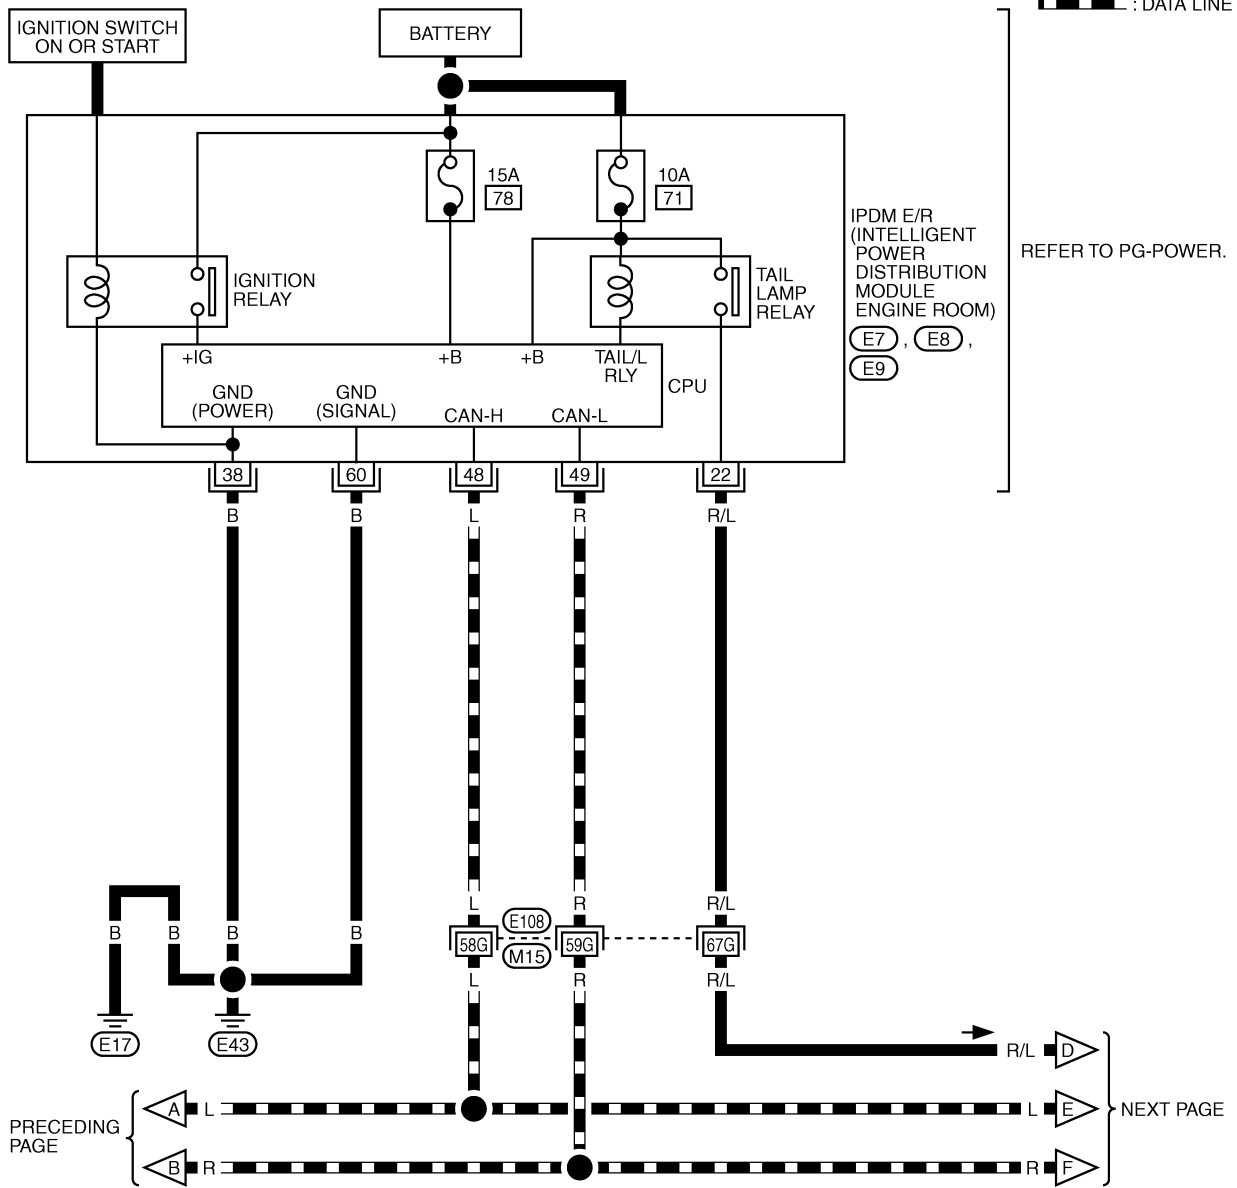 : DATA LINE
IGNITION SWITCH
ON OR START
BATTERY
15A
78
10A
71
IPDM E/R
(INTELLIGENT
POWER
DISTRIBUTION
MODULE
ENGINE ROOM)
E7 , E8 ,
E9
REFER TO PG-POWER.
IGNITION
RELAY
TAIL
LAMP
RELAY
+IG
+B
+B
TAIL/L
RLY
CPU
GND
(POWER)
GND
(SIGNAL)
CAN-H
CAN-L
38
60
48
49
22
B
B
L
R
R/L
L
R
R/L
E108
M15
58G
59G
67G
B
B
B
B
L
R
R/L
E17
E43
R/L
D
PRECEDING
PAGE
A
L
L
E
NEXT PAGE
B
R
R
F